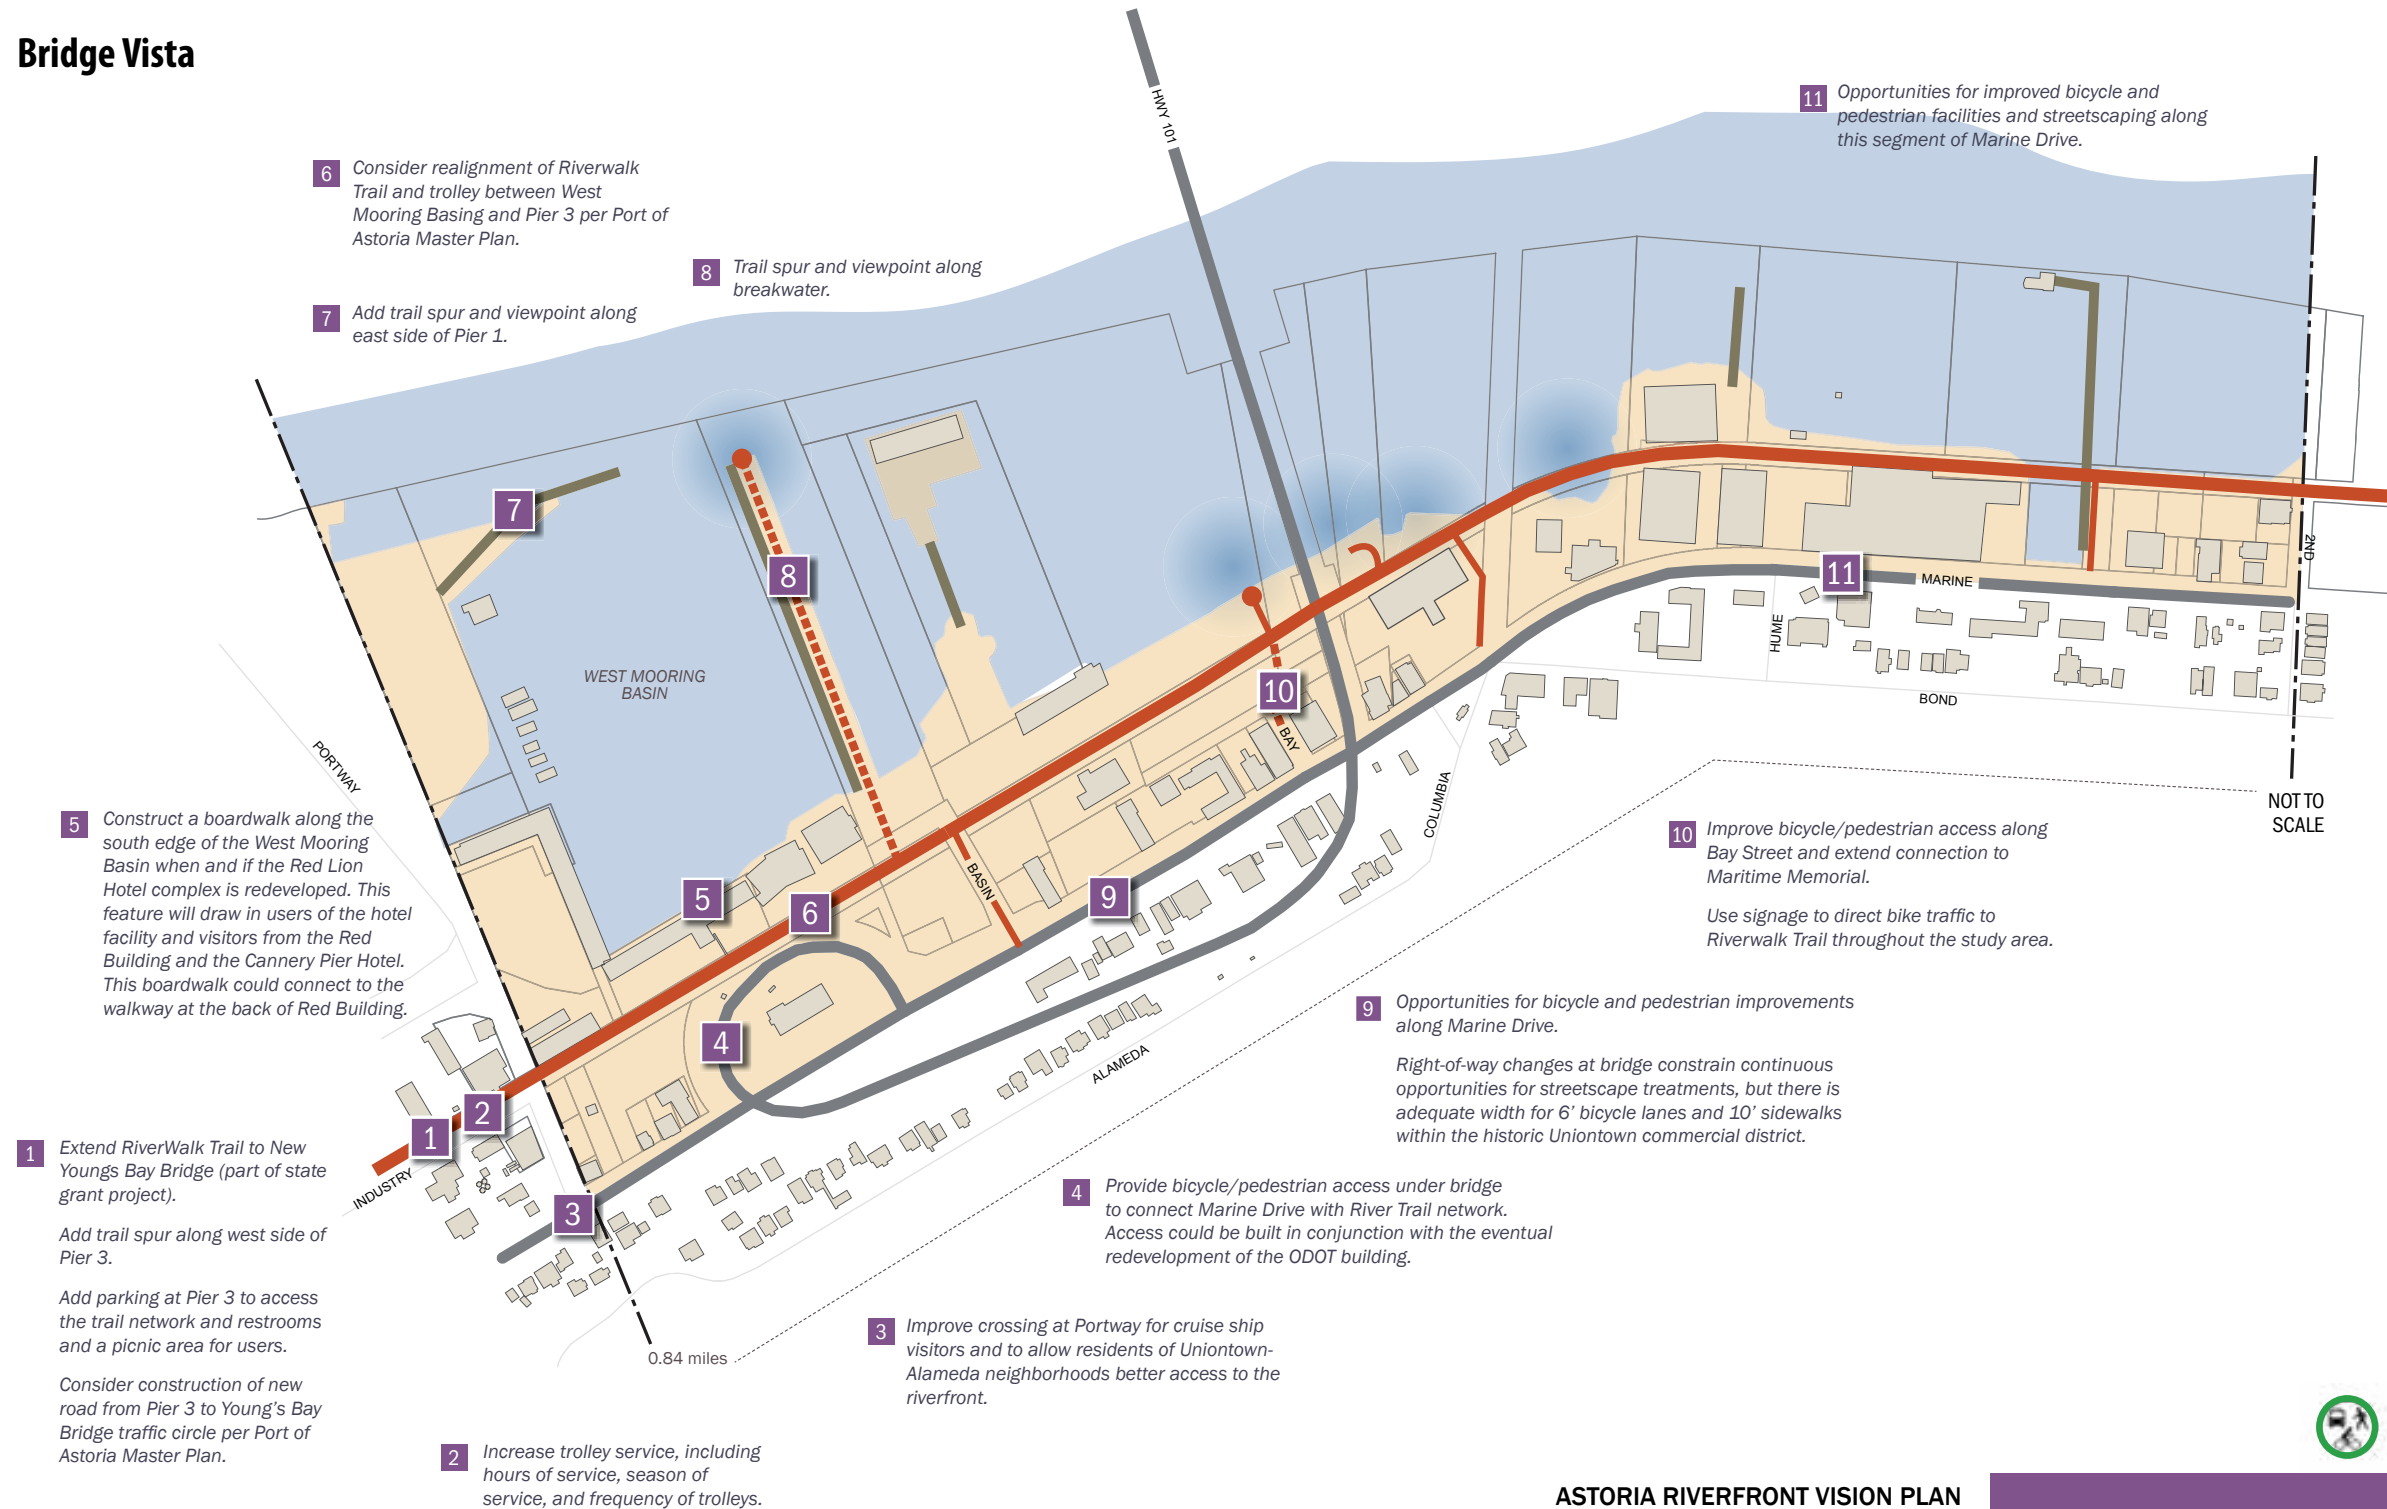 Bridge Vista
HWY 101
11
Opportunities for improved bicycle and
pedestrian facilities and streetscaping along
this segment of Marine Drive.
6
Consider realignment of Riverwalk
Trail and trolley between West
Mooring Basing and Pier 3 per Port of
Astoria Master Plan.
8
Trail spur and viewpoint along
breakwater.
7
Add trail spur and viewpoint along
east side of Pier 1.
7
8
11
MARINE
2ND
HUME
BOND
WEST MOORING
BASIN
10
BAY
PORTWAY
COLUMBIA
NOT TO
SCALE
5
Construct a boardwalk along the
south edge of the West Mooring
Basin when and if the Red Lion
Hotel complex is redeveloped. This
feature will draw in users of the hotel
facility and visitors from the Red
Building and the Cannery Pier Hotel.
This boardwalk could connect to the
walkway at the back of Red Building.
5
6
BASIN
9
10
Improve bicycle/pedestrian access along
Bay Street and extend connection to
Maritime Memorial.
Use signage to direct bike traffic to
Riverwalk Trail throughout the study area.
4
ALAMEDA
9
Opportunities for bicycle and pedestrian improvements
along Marine Drive.
Right-of-way changes at bridge constrain continuous
opportunities for streetscape treatments, but there is
adequate width for 6’ bicycle lanes and 10’ sidewalks
within the historic Uniontown commercial district.
2
1
INDUSTRY
3
1
Extend RiverWalk Trail to New
Youngs Bay Bridge (part of state
grant project).
Add trail spur along west side of
Pier 3.
Add parking at Pier 3 to access
the trail network and restrooms
and a picnic area for users.
Consider construction of new
road from Pier 3 to Young’s Bay
Bridge traffic circle per Port of
Astoria Master Plan.
4
Provide bicycle/pedestrian access under bridge
to connect Marine Drive with River Trail network.
Access could be built in conjunction with the eventual
redevelopment of the ODOT building.
0.84 miles
3
Improve crossing at Portway for cruise ship
visitors and to allow residents of Uniontown-
Alameda neighborhoods better access to the
riverfront.
2
Increase trolley service, including
hours of service, season of
service, and frequency of trolleys.
ASTORIA RIVERFRONT VISION PLAN